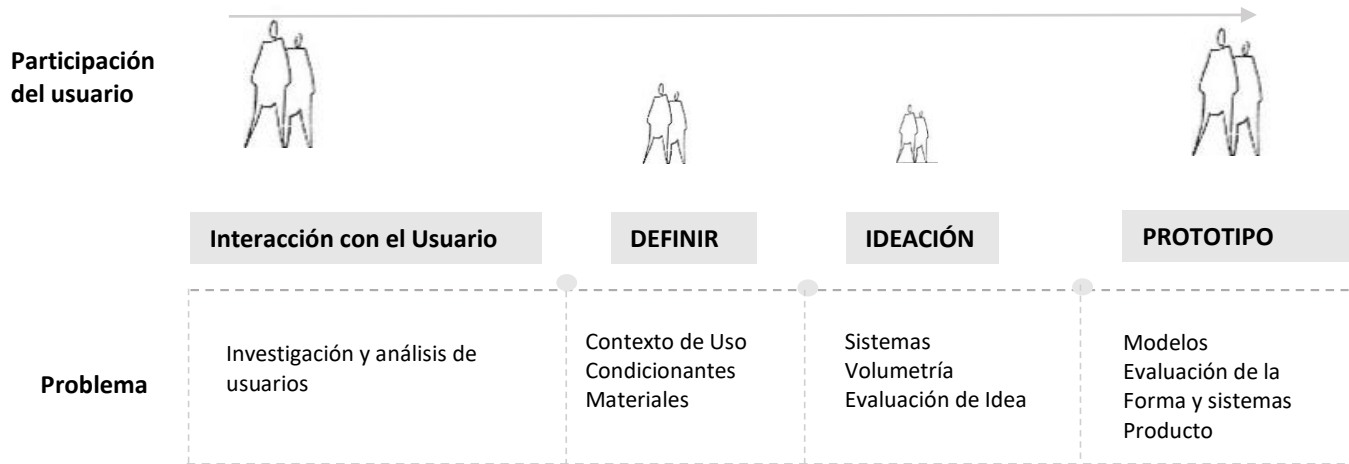 Participación
del usuario
Interacción con el Usuario
DEFINIR
IDEACIÓN
PROTOTIPO
Problema
Investigación y análisis de
usuarios
Contexto de Uso
Condicionantes
Materiales
Sistemas
Volumetría
Evaluación de Idea
Modelos
Evaluación de la
Forma y sistemas
Producto